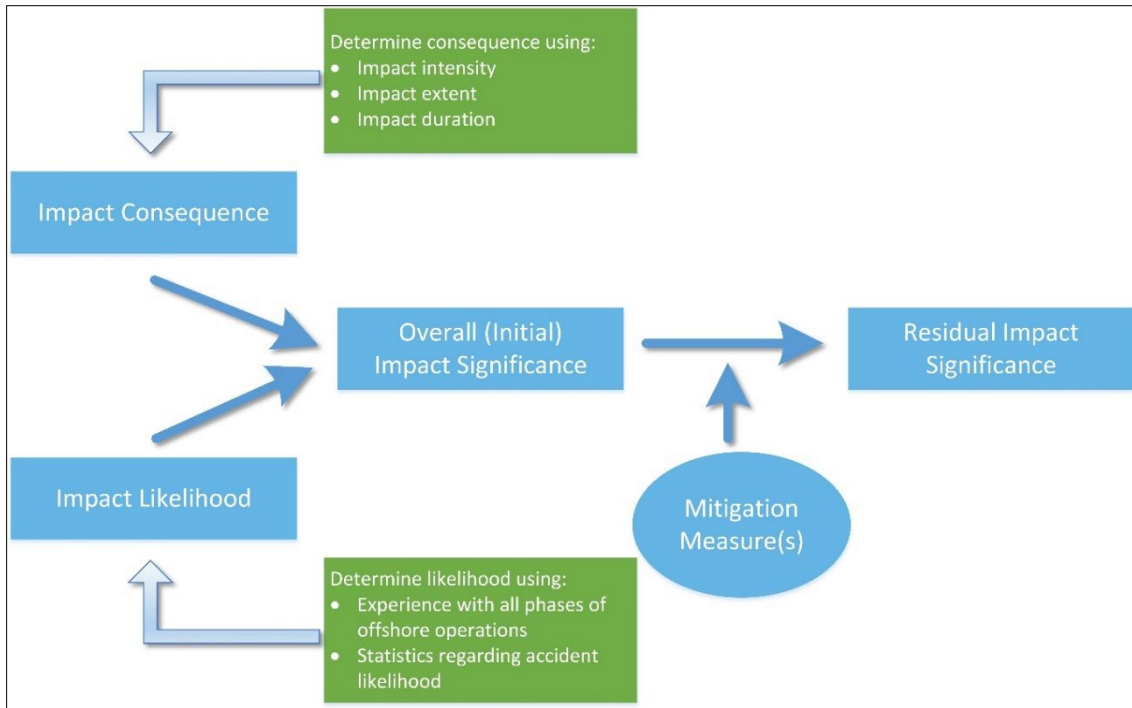 Determine consequence using:
• Impact intensity
• Impact extent
• Impact duration
Impact Consequence
Overall (Initial)
Impact Significance
Residual Impact
Significance
Impact Likelihood
Mitigation
Measure(s)
Determine likelihood using:
• Experience with all phases of
offshore operations
• Statistics regarding accident
likelihood